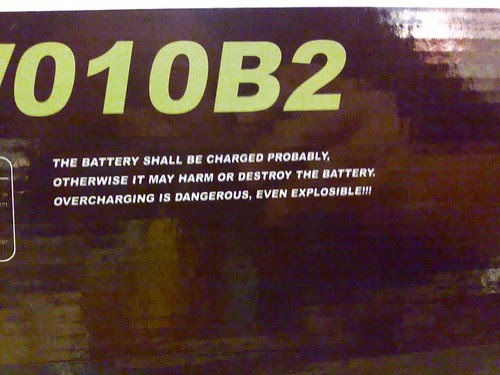 010B2
THE BATTERY SHALL BE CHARGED PROBABLY,
OTHERWISE IT MAY HARM OR DESTROY THE BATTERY.
OVERCHARGING IS DANGEROUS, EVEN EXPLOSIBLE!!!